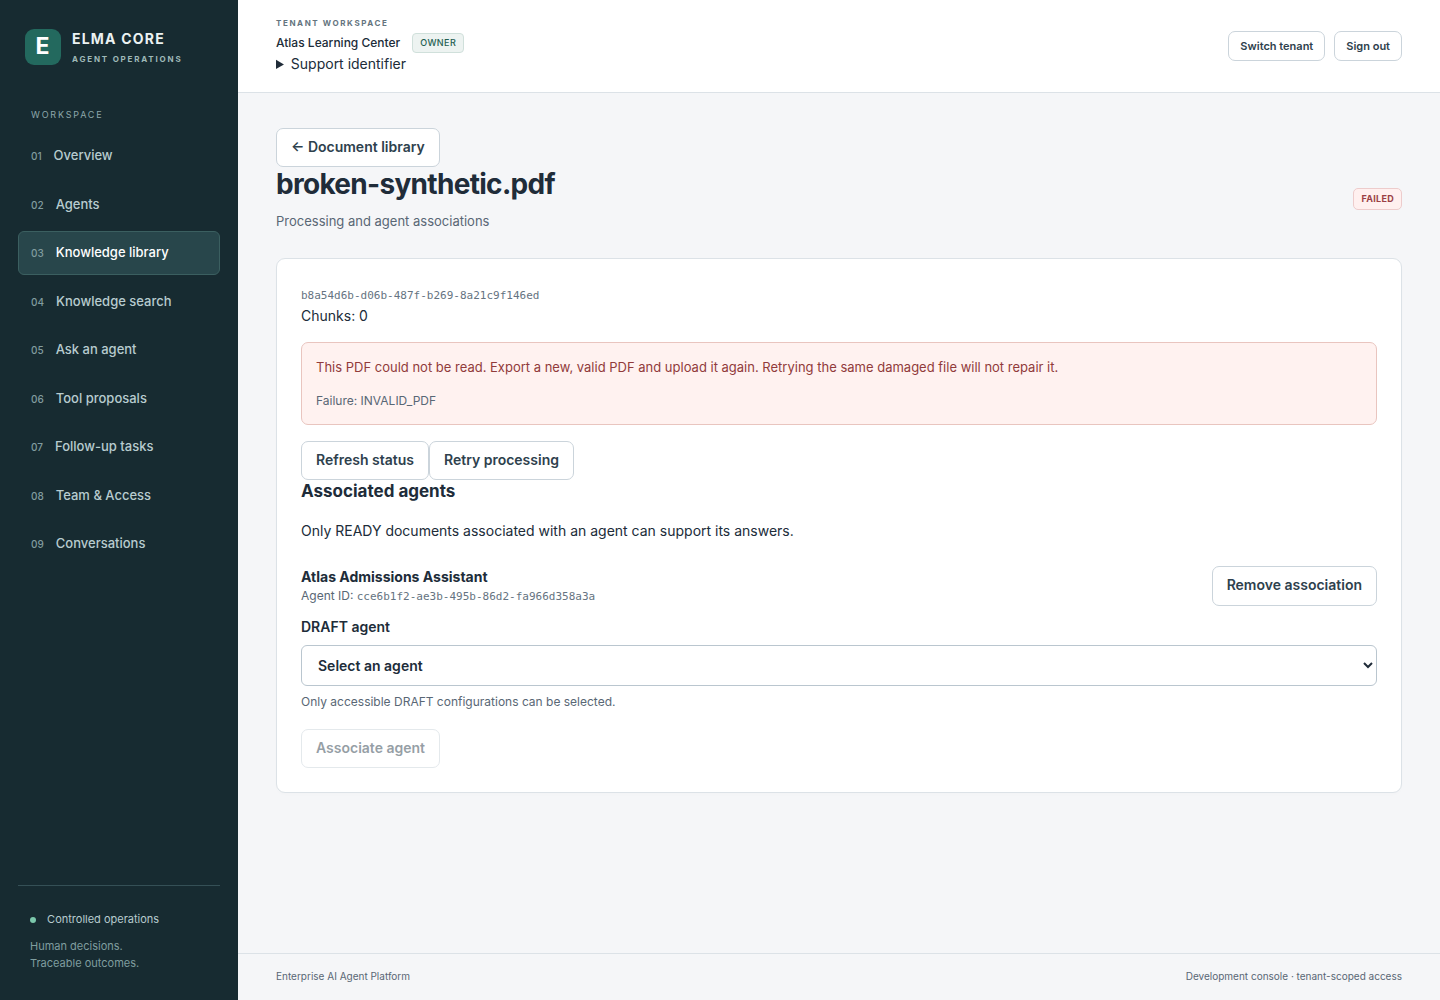 E
ELMA CORE
AGENT OPERATIONS
WORKSPACE
01 Overview
02 Agents
03 Knowledge library
04 Knowledge search
05 Ask an agent
06 Tool proposals
07 Follow-up tasks
08 Team & Access
09 Conversations
Controlled operations
Human decisions.
Traceable outcomes.
TENANT WORKSPACE
Atlas Learning Center OWNER
▶ Support identifier
Switch tenant
Sign out
← Document library
broken-synthetic.pdf
FAILED
Processing and agent associations
b8a54d6b-d06b-487f-b269-8a21c9f146ed
Chunks: 0
This PDF could not be read. Export a new, valid PDF and upload it again. Retrying the same damaged file will not repair it.
Failure: INVALID_PDF
Refresh status
Retry processing
Associated agents
Only READY documents associated with an agent can support its answers.
Atlas Admissions Assistant
Agent ID: cce6b1f2-ae3b-495b-86d2-fa966d358a3a
Remove association
DRAFT agent
Select an agent
Only accessible DRAFT configurations can be selected.
Associate agent
Enterprise AI Agent Platform
Development console · tenant-scoped access